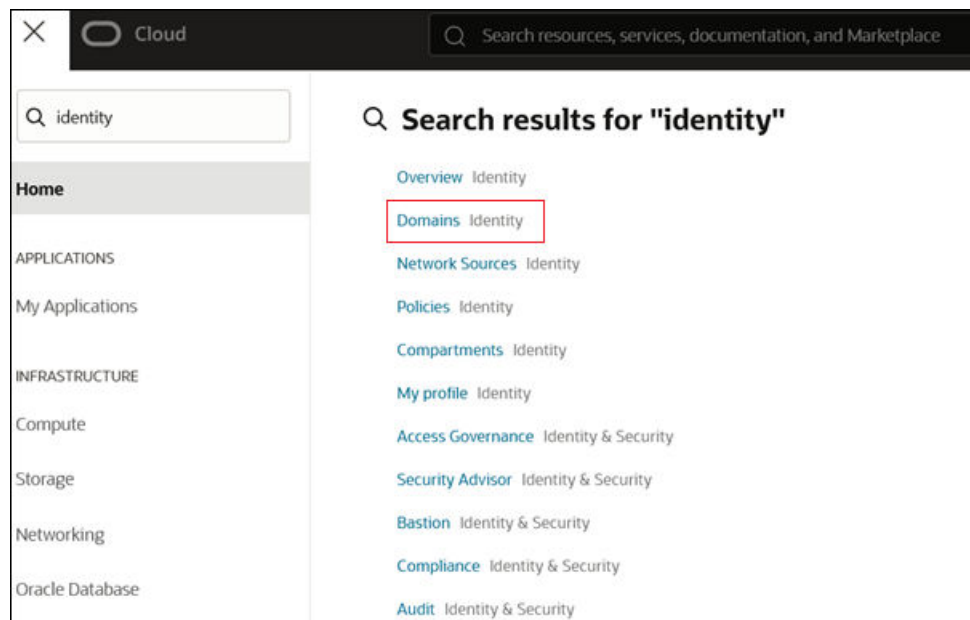 Cloud
Search resources, services, documentation, and Marketplace
identity
Home
APPLICATIONS
My Applications
INFRASTRUCTURE
Compute
Storage
Networking
Oracle Database
Search results for "identity"
Overview Identity
Domains Identity
Network Sources Identity
Policies Identity
Compartments Identity
My profile Identity
Access Governance Identity & Security
Security Advisor Identity & Security
Bastion Identity & Security
Compliance Identity & Security
Audit Identity & Security